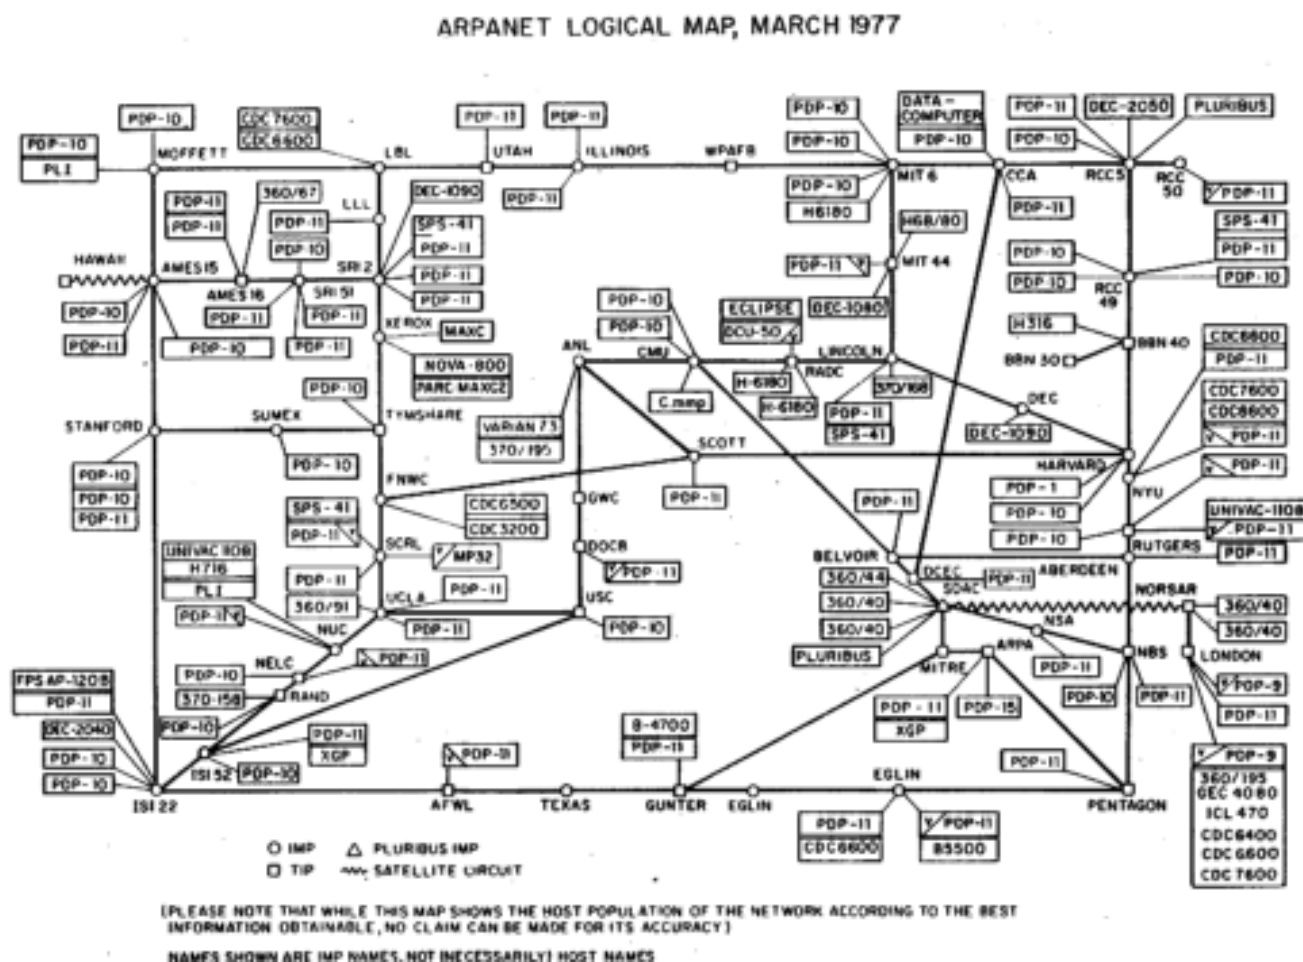 ARPANET LOGICAL MAP, MARCH 1977
PDP-10
PDP-10
PLI
MOFFETT
CDC7600
CDC6600
LBL
PDP-11
UTAH
PDP-11
ILLINOIS
PDP-11
WPAFB
PDP-10
PDP-10
PDP-10
H6180
MIT 6
DATA-
COMPUTER
PDP-10
CCA
PDP-11
PDP-11
PDP-10
DEC-2050
PLURIBUS
RCC5
RCC
50
PDP-11
LLL
PDP-11
DEC-1090
SPS-41
PDP-11
PDP-11
PDP-11
360/67
PDP-11
PDP-11
PDP-10
HAWAII
AMES15
AMES16
SRI 51
SRI 2
PDP-11
PDP-11
PDP-10
PDP-11
PDP-10
H68/80
PDP-11
MIT 44
DEC-1080
SPS-41
PDP-11
PDP-10
PDP-10
PDP-10
RCC
49
XEROX
MAXC
NOVA-800
PARC MAXC2
PDP-10
PDP-10
ECLIPSE
DCU-50
H316
BBN 40
BBN 30
CDC6600
PDP-11
ANL
CMU
RADC
LINCOLN
C.mmp
H-6180
H-6180
370/168
PDP-11
SPS-41
DEC
DEC-1090
CDC7600
CDC6600
PDP-11
PDP-11
PDP-10
TYMSHARE
STANFORD
SUMEX
PDP-10
PDP-10
PDP-10
PDP-11
VARIAN 73
370/195
SCOTT
PDP-11
HARVARD
PDP-1
PDP-10
NYU
PDP-10
UNIVAC-1108
PDP-11
RUTGERS
PDP-11
FNWC
CDC6500
CDC3200
GWC
SPS-41
PDP-11
SCRL
MP32
DOCB
PDP-11
PDP-11
BELVOIR
ABERDEEN
DCEC
PDP-11
UNIVAC 1108
H716
PLI
PDP-11
PDP-11
360/91
UCLA
PDP-11
PDP-11
USC
PDP-10
360/44
360/40
360/40
PLURIBUS
SDAC
NORSAR
360/40
360/40
NUC
NELC
PDP-10
PDP-11
370-158
RAND
PDP-10
NSA
PDP-11
MITRE
ARPA
PDP-11
XGP
PDP-15
NBS
PDP-10
PDP-11
LONDON
PDP-9
PDP-11
FPS AP-120B
PDP-11
DEC-2040
PDP-10
PDP-10
ISI 22
ISI 52
PDP-11
XGP
PDP-10
PDP-11
AFWL
TEXAS
B-4700
PDP-11
GUNTER
EGLIN
EGLIN
PDP-11
CDC6600
PDP-11
B5500
PDP-11
PENTAGON
PDP-9
360/195
GEC 4080
ICL 470
CDC6400
CDC6600
CDC7600
IMP
PLURIBUS IMP
TIP
SATELLITE CIRCUIT
(PLEASE NOTE THAT WHILE THIS MAP SHOWS THE HOST POPULATION OF THE NETWORK ACCORDING TO THE BEST
INFORMATION OBTAINABLE, NO CLAIM CAN BE MADE FOR ITS ACCURACY)
NAMES SHOWN ARE IMP NAMES, NOT (NECESSARILY) HOST NAMES